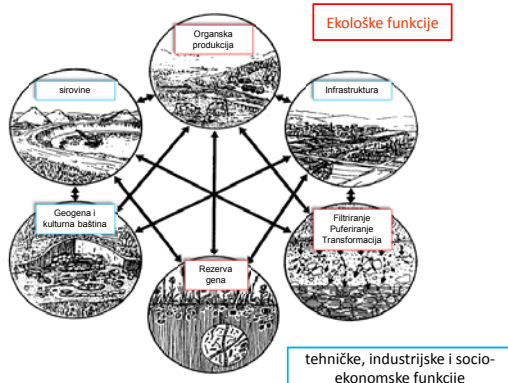 Ekološke funkcije
Organska
produkcija
sirovine
Infrastruktura
Geogena i
kulturna baština
Filtriranje
Puferiranje
Transformacija
Rezerva
gena
tehničke, industrijske i socio-
ekonomske funkcije